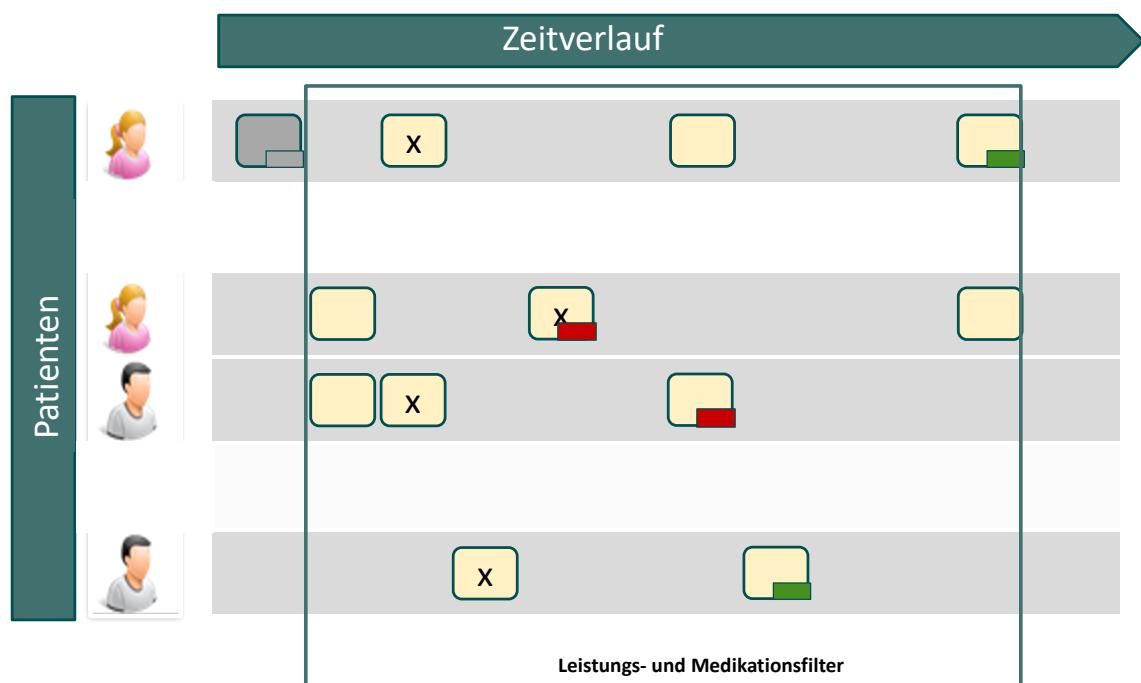 Zeitverlauf
Patienten
x
x
x
x
Leistungs- und Medikationsfilter